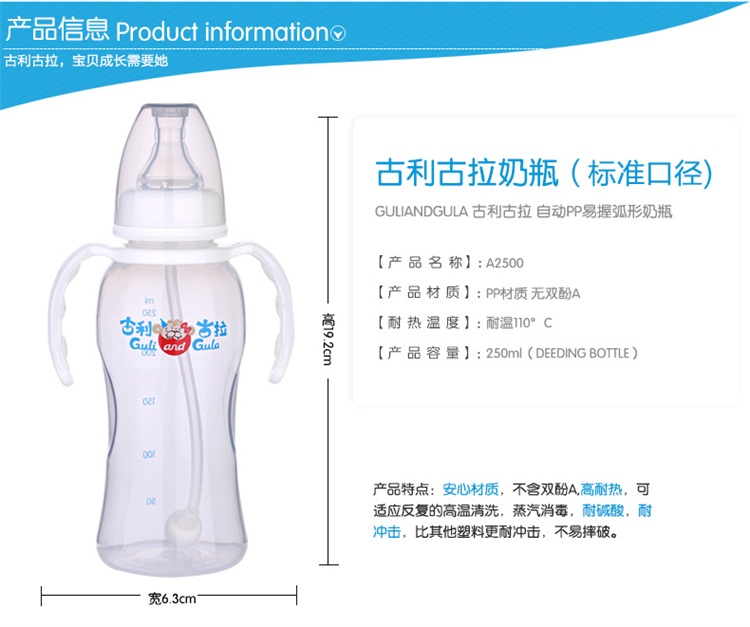 产品信息 Product information
古利古拉，宝贝成长需要她
古利古拉奶瓶（标准口径)
GULIANDGULA 古利古拉 自动PP易握弧形奶瓶
【产品名称】: A2500
【产品材质】: PP材质 无双酚A
【耐热温度】: 耐温110° C
【产品容量】: 250ml（DEEDING BOTTLE）
产品特点：安心材质，不含双酚A,高耐热，可
适应反复的高温清洗，蒸汽消毒，耐碱酸，耐
冲击，比其他塑料更耐冲击，不易摔破。
高19.2cm
宽6.3cm
ml
250
古利 古拉
Guli and Gula
200
150
100
50